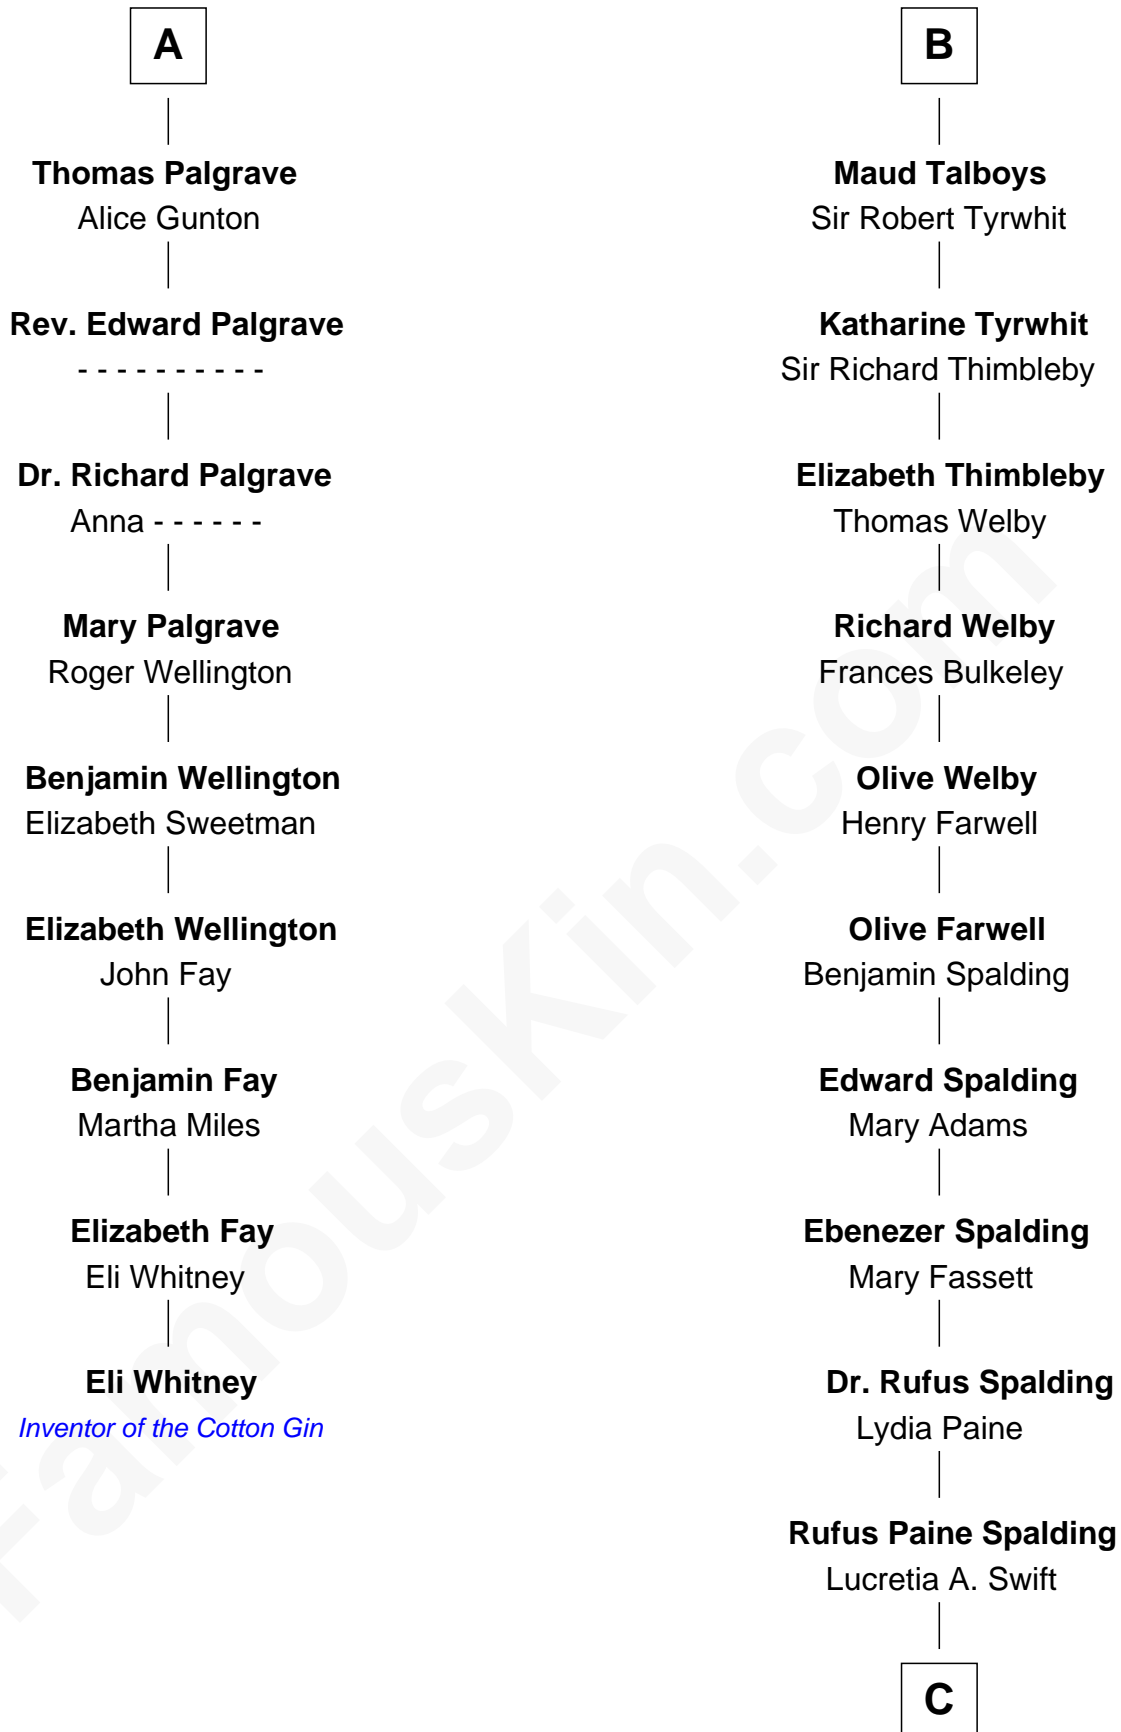 A
Thomas Palgrave
Alice Gunton
Rev. Edward Palgrave
- - - - - - - - - -
Dr. Richard Palgrave
Anna - - - - - -
Mary Palgrave
Roger Wellington
Benjamin Wellington
Elizabeth Sweetman
Elizabeth Wellington
John Fay
Benjamin Fay
Martha Miles
Elizabeth Fay
Eli Whitney
Eli Whitney
Inventor of the Cotton Gin
B
Maud Talboys
Sir Robert Tyrwhit
Katharine Tyrwhit
Sir Richard Thimbleby
Elizabeth Thimbleby
Thomas Welby
Richard Welby
Frances Bulkeley
Olive Welby
Henry Farwell
Olive Farwell
Benjamin Spalding
Edward Spalding
Mary Adams
Ebenezer Spalding
Mary Fassett
Dr. Rufus Spalding
Lydia Paine
Rufus Paine Spalding
Lucretia A. Swift
C
FamousKin.com